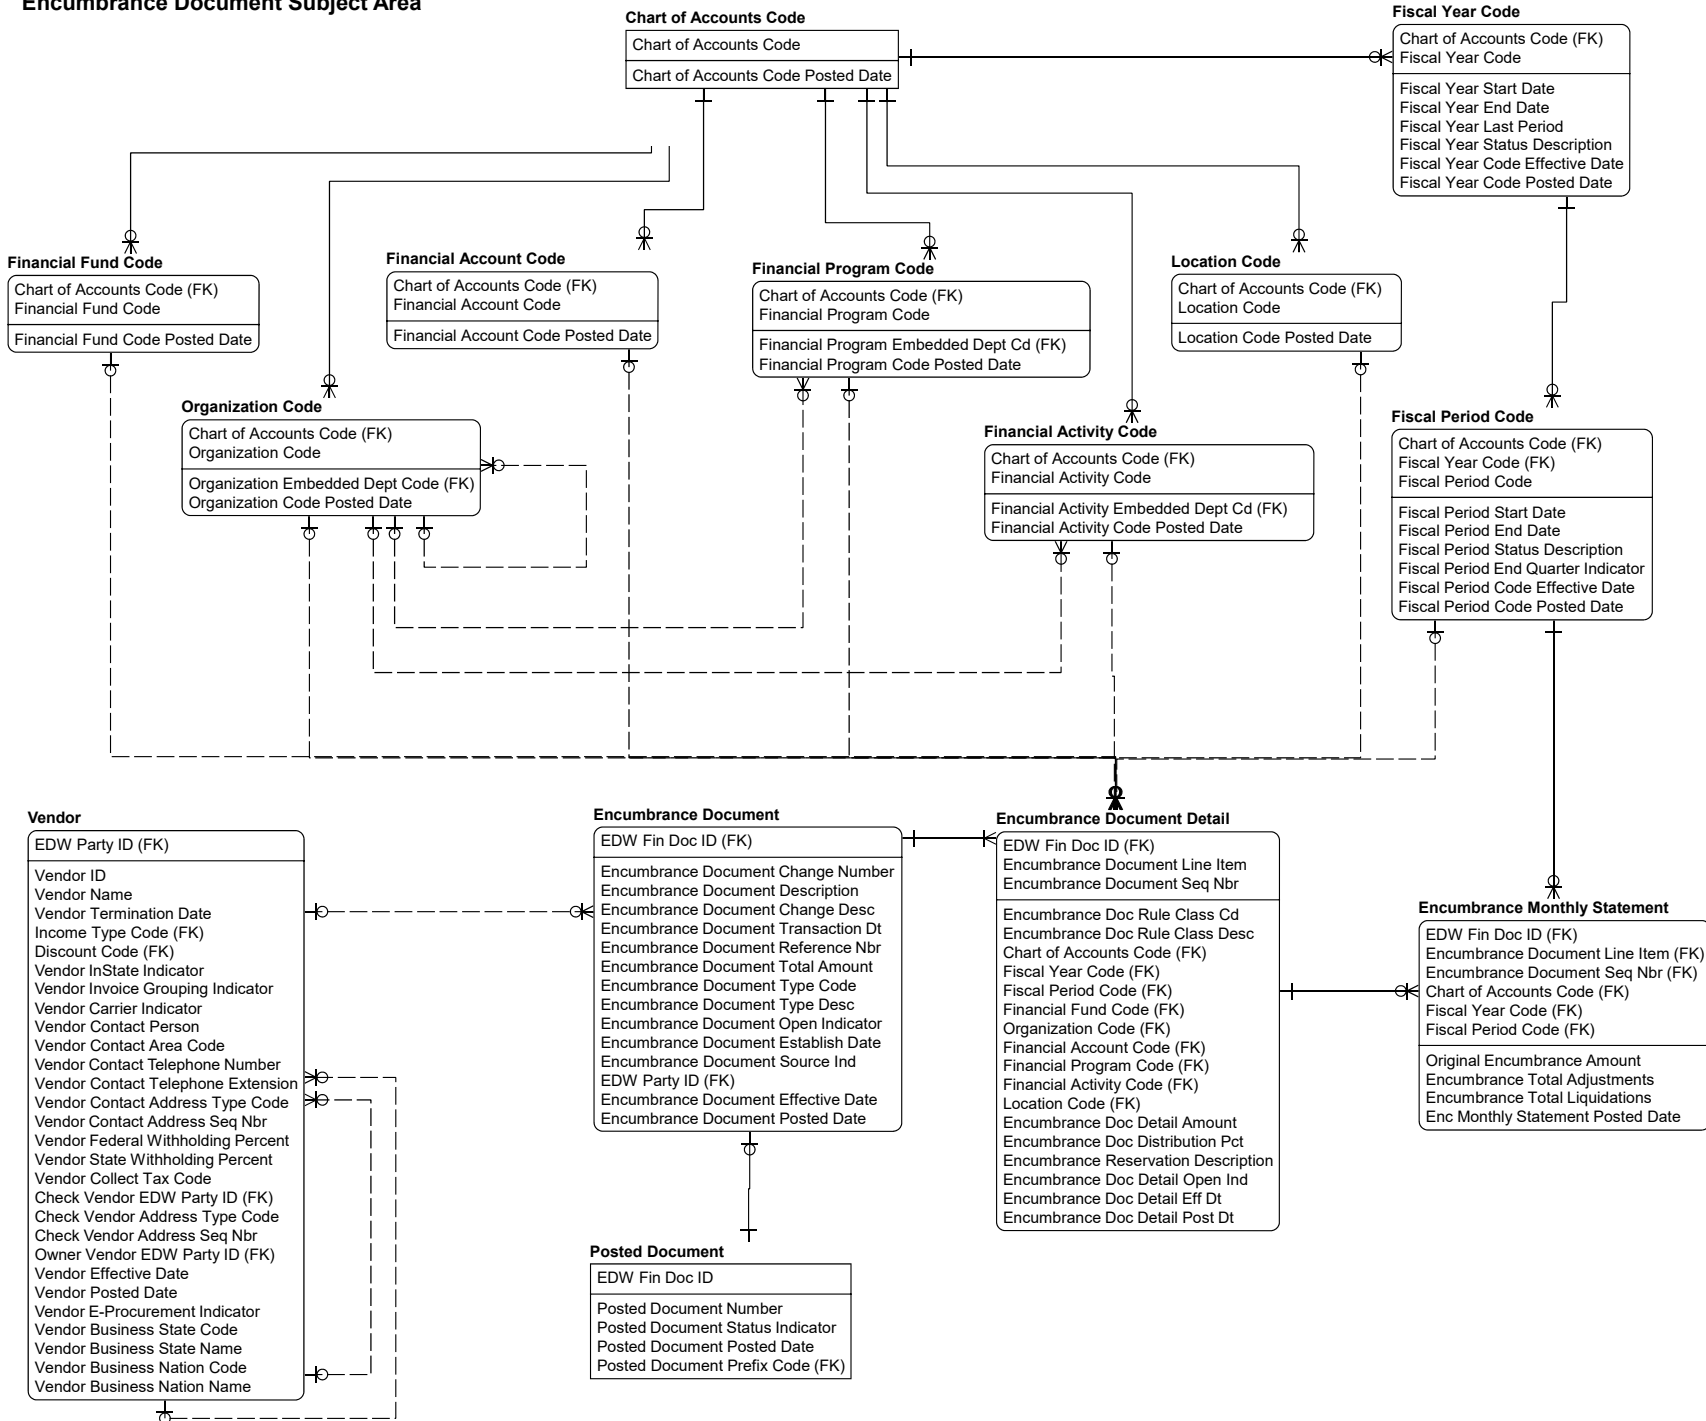 Encumbrance Document Subject Area
Chart of Accounts Code
Chart of Accounts Code
Chart of Accounts Code Posted Date
Fiscal Year Code
Chart of Accounts Code (FK)
Fiscal Year Code
Fiscal Year Start Date
Fiscal Year End Date
Fiscal Year Last Period
Fiscal Year Status Description
Fiscal Year Code Effective Date
Fiscal Year Code Posted Date
Financial Fund Code
Chart of Accounts Code (FK)
Financial Fund Code
Financial Fund Code Posted Date
Financial Account Code
Chart of Accounts Code (FK)
Financial Account Code
Financial Account Code Posted Date
Financial Program Code
Chart of Accounts Code (FK)
Financial Program Code
Financial Program Embedded Dept Cd (FK)
Financial Program Code Posted Date
Location Code
Chart of Accounts Code (FK)
Location Code
Location Code Posted Date
Organization Code
Chart of Accounts Code (FK)
Organization Code
Organization Embedded Dept Code (FK)
Organization Code Posted Date
Financial Activity Code
Chart of Accounts Code (FK)
Financial Activity Code
Financial Activity Embedded Dept Cd (FK)
Financial Activity Code Posted Date
Fiscal Period Code
Chart of Accounts Code (FK)
Fiscal Year Code (FK)
Fiscal Period Code
Fiscal Period Start Date
Fiscal Period End Date
Fiscal Period Status Description
Fiscal Period End Quarter Indicator
Fiscal Period Code Effective Date
Fiscal Period Code Posted Date
Vendor
EDW Party ID (FK)
Vendor ID
Vendor Name
Vendor Termination Date
Income Type Code (FK)
Discount Code (FK)
Vendor InState Indicator
Vendor Invoice Grouping Indicator
Vendor Carrier Indicator
Vendor Contact Person
Vendor Contact Area Code
Vendor Contact Telephone Number
Vendor Contact Telephone Extension
Vendor Contact Address Type Code
Vendor Contact Address Seq Nbr
Vendor Federal Withholding Percent
Vendor State Withholding Percent
Vendor Collect Tax Code
Check Vendor EDW Party ID (FK)
Check Vendor Address Type Code
Check Vendor Address Seq Nbr
Owner Vendor EDW Party ID (FK)
Vendor Effective Date
Vendor Posted Date
Vendor E-Procurement Indicator
Vendor Business State Code
Vendor Business State Name
Vendor Business Nation Code
Vendor Business Nation Name
Encumbrance Document
EDW Fin Doc ID (FK)
Encumbrance Document Change Number
Encumbrance Document Description
Encumbrance Document Change Desc
Encumbrance Document Transaction Dt
Encumbrance Document Reference Nbr
Encumbrance Document Total Amount
Encumbrance Document Type Code
Encumbrance Document Type Desc
Encumbrance Document Open Indicator
Encumbrance Document Establish Date
Encumbrance Document Source Ind
EDW Party ID (FK)
Encumbrance Document Effective Date
Encumbrance Document Posted Date
Posted Document
EDW Fin Doc ID
Posted Document Number
Posted Document Status Indicator
Posted Document Posted Date
Posted Document Prefix Code (FK)
Encumbrance Document Detail
EDW Fin Doc ID (FK)
Encumbrance Document Line Item
Encumbrance Document Seq Nbr
Encumbrance Doc Rule Class Cd
Encumbrance Doc Rule Class Desc
Chart of Accounts Code (FK)
Fiscal Year Code (FK)
Fiscal Period Code (FK)
Financial Fund Code (FK)
Organization Code (FK)
Financial Account Code (FK)
Financial Program Code (FK)
Financial Activity Code (FK)
Location Code (FK)
Encumbrance Doc Detail Amount
Encumbrance Doc Distribution Pct
Encumbrance Reservation Description
Encumbrance Doc Detail Open Ind
Encumbrance Doc Detail Eff Dt
Encumbrance Doc Detail Post Dt
Encumbrance Monthly Statement
EDW Fin Doc ID (FK)
Encumbrance Document Line Item (FK)
Encumbrance Document Seq Nbr (FK)
Chart of Accounts Code (FK)
Fiscal Year Code (FK)
Fiscal Period Code (FK)
Original Encumbrance Amount
Encumbrance Total Adjustments
Encumbrance Total Liquidations
Enc Monthly Statement Posted Date